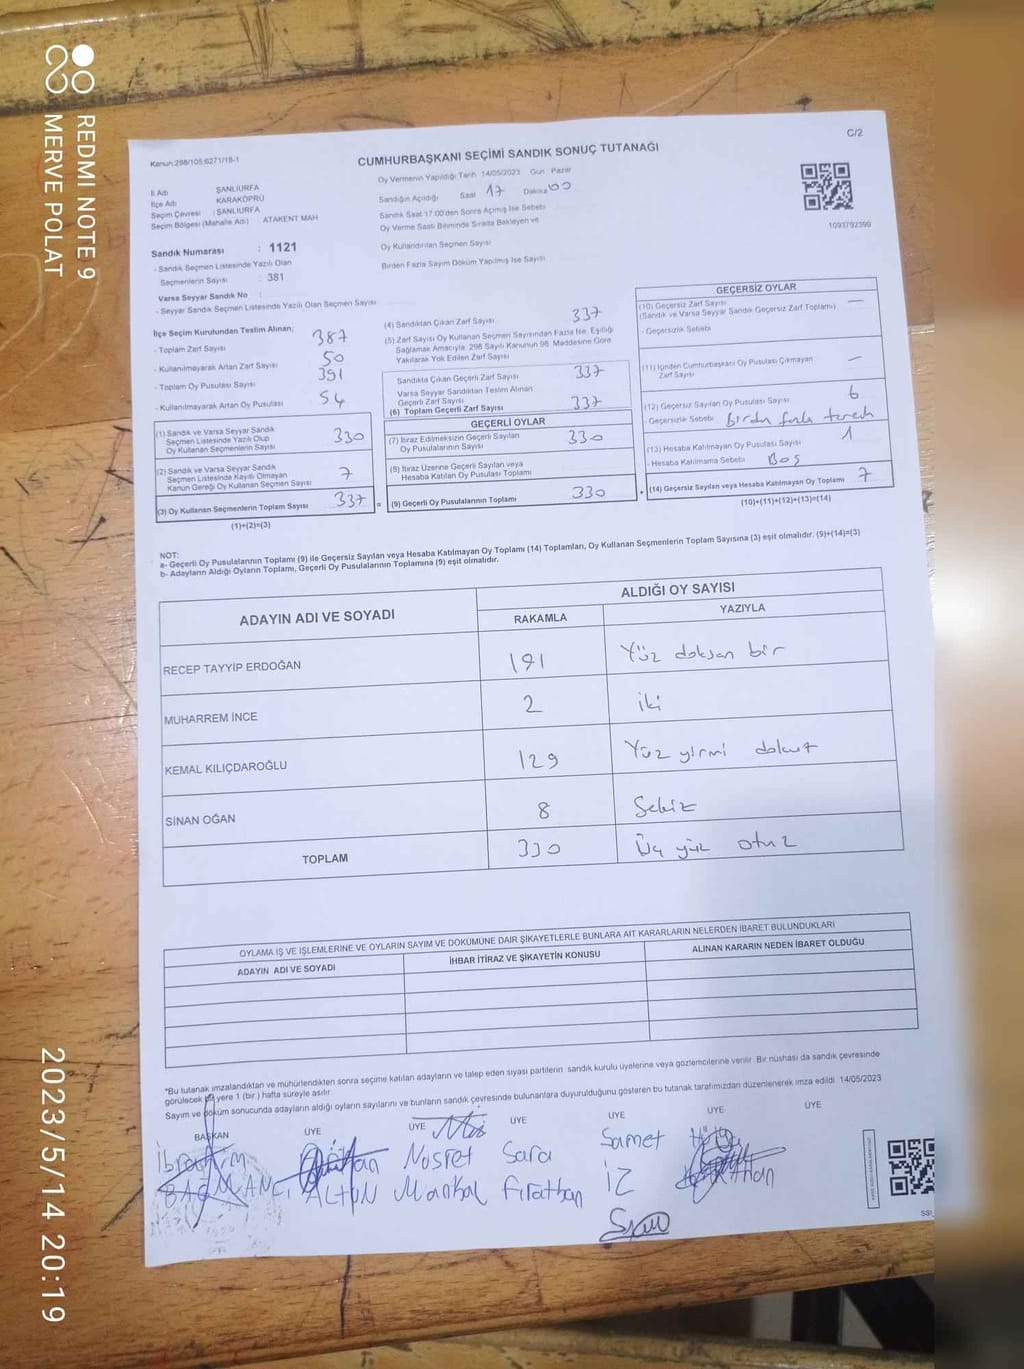 REDMI NOTE 9
MERVE POLAT
2023/5/14 20:19
C/2
Kanun:298/105,6271/18-1
CUMHURBAŞKANI SEÇİMİ SANDIK SONUÇ TUTANAĞI
İl Adı : ŞANLIURFA
İlçe Adı : KARAKÖPRÜ
Seçim Çevresi : ŞANLIURFA
Seçim Bölgesi (Mahalle Adı) : ATAKENT MAH
Oy Vermenin Yapıldığı Tarih 14/05/2023 Gün Pazar
Sandığın Açıldığı Saat 17 Dakika 00
Sandık Saat 17:00'den Sonra Açılmış İse Sebebi
Oy Verme Saati Bitiminde Sırada Bekleyen ve
Oy Kullandırılan Seçmen Sayısı
Birden Fazla Sayım Döküm Yapılmış İse Sayısı
1093792399
Sandık Numarası : 1121
- Sandık Seçmen Listesinde Yazılı Olan
Seçmenlerin Sayısı : 381
Varsa Seyyar Sandık No :
- Seyyar Sandık Seçmen Listesinde Yazılı Olan Seçmen Sayısı
İlçe Seçim Kurulundan Teslim Alınan;
- Toplam Zarf Sayısı 387
- Kullanılmayarak Artan Zarf Sayısı 50
- Toplam Oy Pusulası Sayısı 391
- Kullanılmayarak Artan Oy Pusulası 54
(1) Sandık ve Varsa Seyyar Sandık
Seçmen Listesinde Yazılı Olup
Oy Kullanan Seçmenlerin Sayısı 330
(2) Sandık ve Varsa Seyyar Sandık
Seçmen Listesinde Kayıtlı Olmayan
Kanun Gereği Oy Kullanan Seçmen Sayısı 7
(3) Oy Kullanan Seçmenlerin Toplam Sayısı 337 =
(1)+(2)=(3)
(4) Sandıktan Çıkan Zarf Sayısı 337
(5) Zarf Sayısı Oy Kullanan Seçmen Sayısından Fazla İse, Eşitliği
Sağlamak Amacıyla, 298 Sayılı Kanunun 98. Maddesine Göre
Yakılarak Yok Edilen Zarf Sayısı
Sandıkta Çıkan Geçerli Zarf Sayısı 337
Varsa Seyyar Sandıktan Teslim Alınan
Geçerli Zarf Sayısı
(6) Toplam Geçerli Zarf Sayısı 337
GEÇERLİ OYLAR
(7) İtiraz Edilmeksizin Geçerli Sayılan
Oy Pusulalarının Sayısı 330
(8) İtiraz Üzerine Geçerli Sayılan veya
Hesaba Katılan Oy Pusulası Toplamı
(9) Geçerli Oy Pusulalarının Toplamı 330 +
GEÇERSİZ OYLAR
(10) Geçersiz Zarf Sayısı —
(Sandık ve Varsa Seyyar Sandık Geçersiz Zarf Toplamı)
- Geçersizlik Sebebi
(11) İçinden Cumhurbaşkanı Oy Pusulası Çıkmayan —
Zarf Sayısı
(12) Geçersiz Sayılan Oy Pusulası Sayısı 6
- Geçersizlik Sebebi Birden fazla tercih
(13) Hesaba Katılmayan Oy Pusulası Sayısı 1
- Hesaba Katılmama Sebebi Boş
(14) Geçersiz Sayılan veya Hesaba Katılmayan Oy Toplamı 7
(10)+(11)+(12)+(13)=(14)
NOT:
a- Geçerli Oy Pusulalarının Toplamı (9) ile Geçersiz Sayılan veya Hesaba Katılmayan Oy Toplamı (14) Toplamları, Oy Kullanan Seçmenlerin Toplam Sayısına (3) eşit olmalıdır. (9)+(14)=(3)
b- Adayların Aldığı Oyların Toplamı, Geçerli Oy Pusulalarının Toplamına (9) eşit olmalıdır.
ADAYIN ADI VE SOYADI
ALDIĞI OY SAYISI
RAKAMLA YAZIYLA
RECEP TAYYİP ERDOĞAN 191 Yüz doksan bir
MUHARREM İNCE 2 iki
KEMAL KILIÇDAROĞLU 129 Yüz yirmi dokuz
SİNAN OĞAN 8 Sekiz
TOPLAM 330 Üç yüz otuz
OYLAMA İŞ VE İŞLEMLERİNE VE OYLARIN SAYIM VE DÖKÜMÜNE DAİR ŞİKAYETLERLE BUNLARA AİT KARARLARIN NELERDEN İBARET BULUNDUKLARI
ADAYIN ADI VE SOYADI İHBAR İTİRAZ VE ŞİKAYETİN KONUSU ALINAN KARARIN NEDEN İBARET OLDUĞU
*Bu tutanak imzalandıktan ve mühürlendikten sonra seçime katılan adayların ve talep eden siyasi partilerin sandık kurulu üyelerine veya gözlemcilerine verilir. Bir nüshası da sandık çevresinde
görülecek bir yere 1 (bir) hafta süreyle asılır.
Sayım ve döküm sonucunda adayların aldığı oyların sayılarını ve bunların sandık çevresinde bulunanlara duyurulduğunu gösteren bu tutanak tarafımızdan düzenlenerek imza edildi. 14/05/2023
BAŞKAN ÜYE ÜYE ÜYE ÜYE ÜYE ÜYE
İbrahim Nusret Sara Samet
BAĞMANCI ALTUN Mankal Fırathan İZ